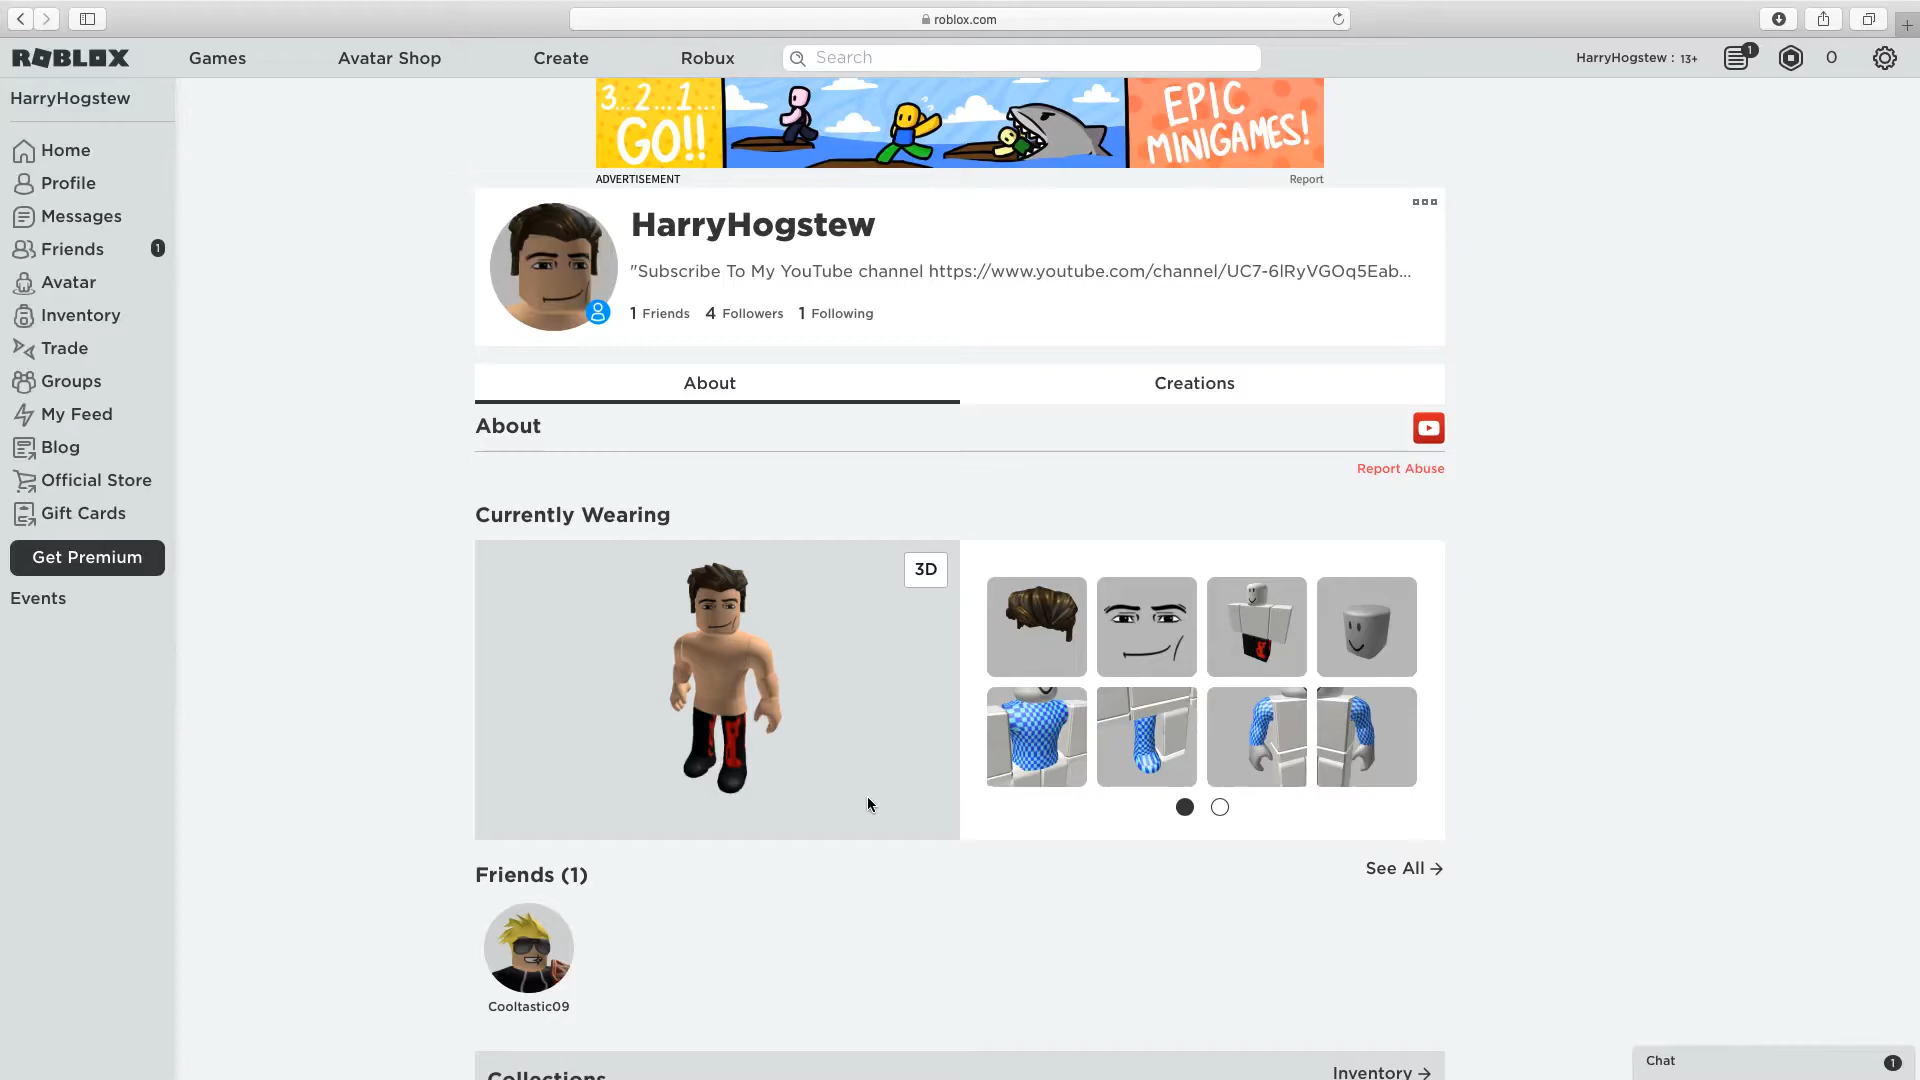 roblox.com
ROBLOX
Games
Avatar Shop
Create
Robux
Search
HarryHogstew : 13+
1
0
HarryHogstew
Home
Profile
Messages
Friends
1
Avatar
Inventory
Trade
Groups
My Feed
Blog
Official Store
Gift Cards
Get Premium
Events
3...2...1...
GO!!
EPIC
MINIGAMES!
ADVERTISEMENT
Report
HarryHogstew
"Subscribe To My YouTube channel https://www.youtube.com/channel/UC7-6lRyVGOq5Eab...
1 Friends 4 Followers 1 Following
About
Creations
About
Report Abuse
Currently Wearing
3D
Friends (1)
See All
Cooltastic09
Collections
Inventory
Chat
1